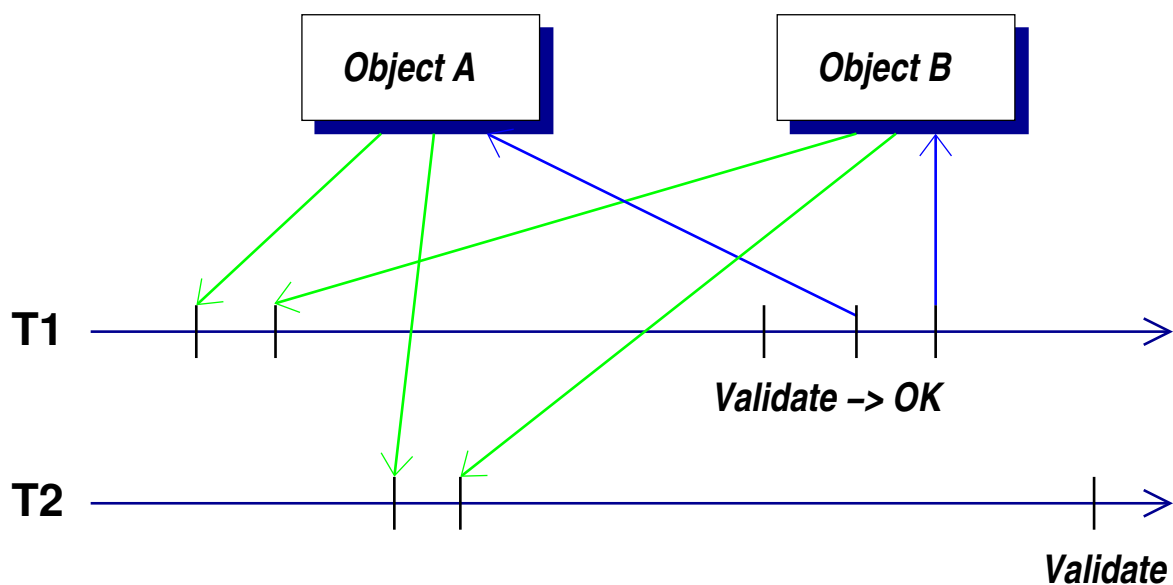 Object A
Object B
T1
Validate –> OK
T2
Validate